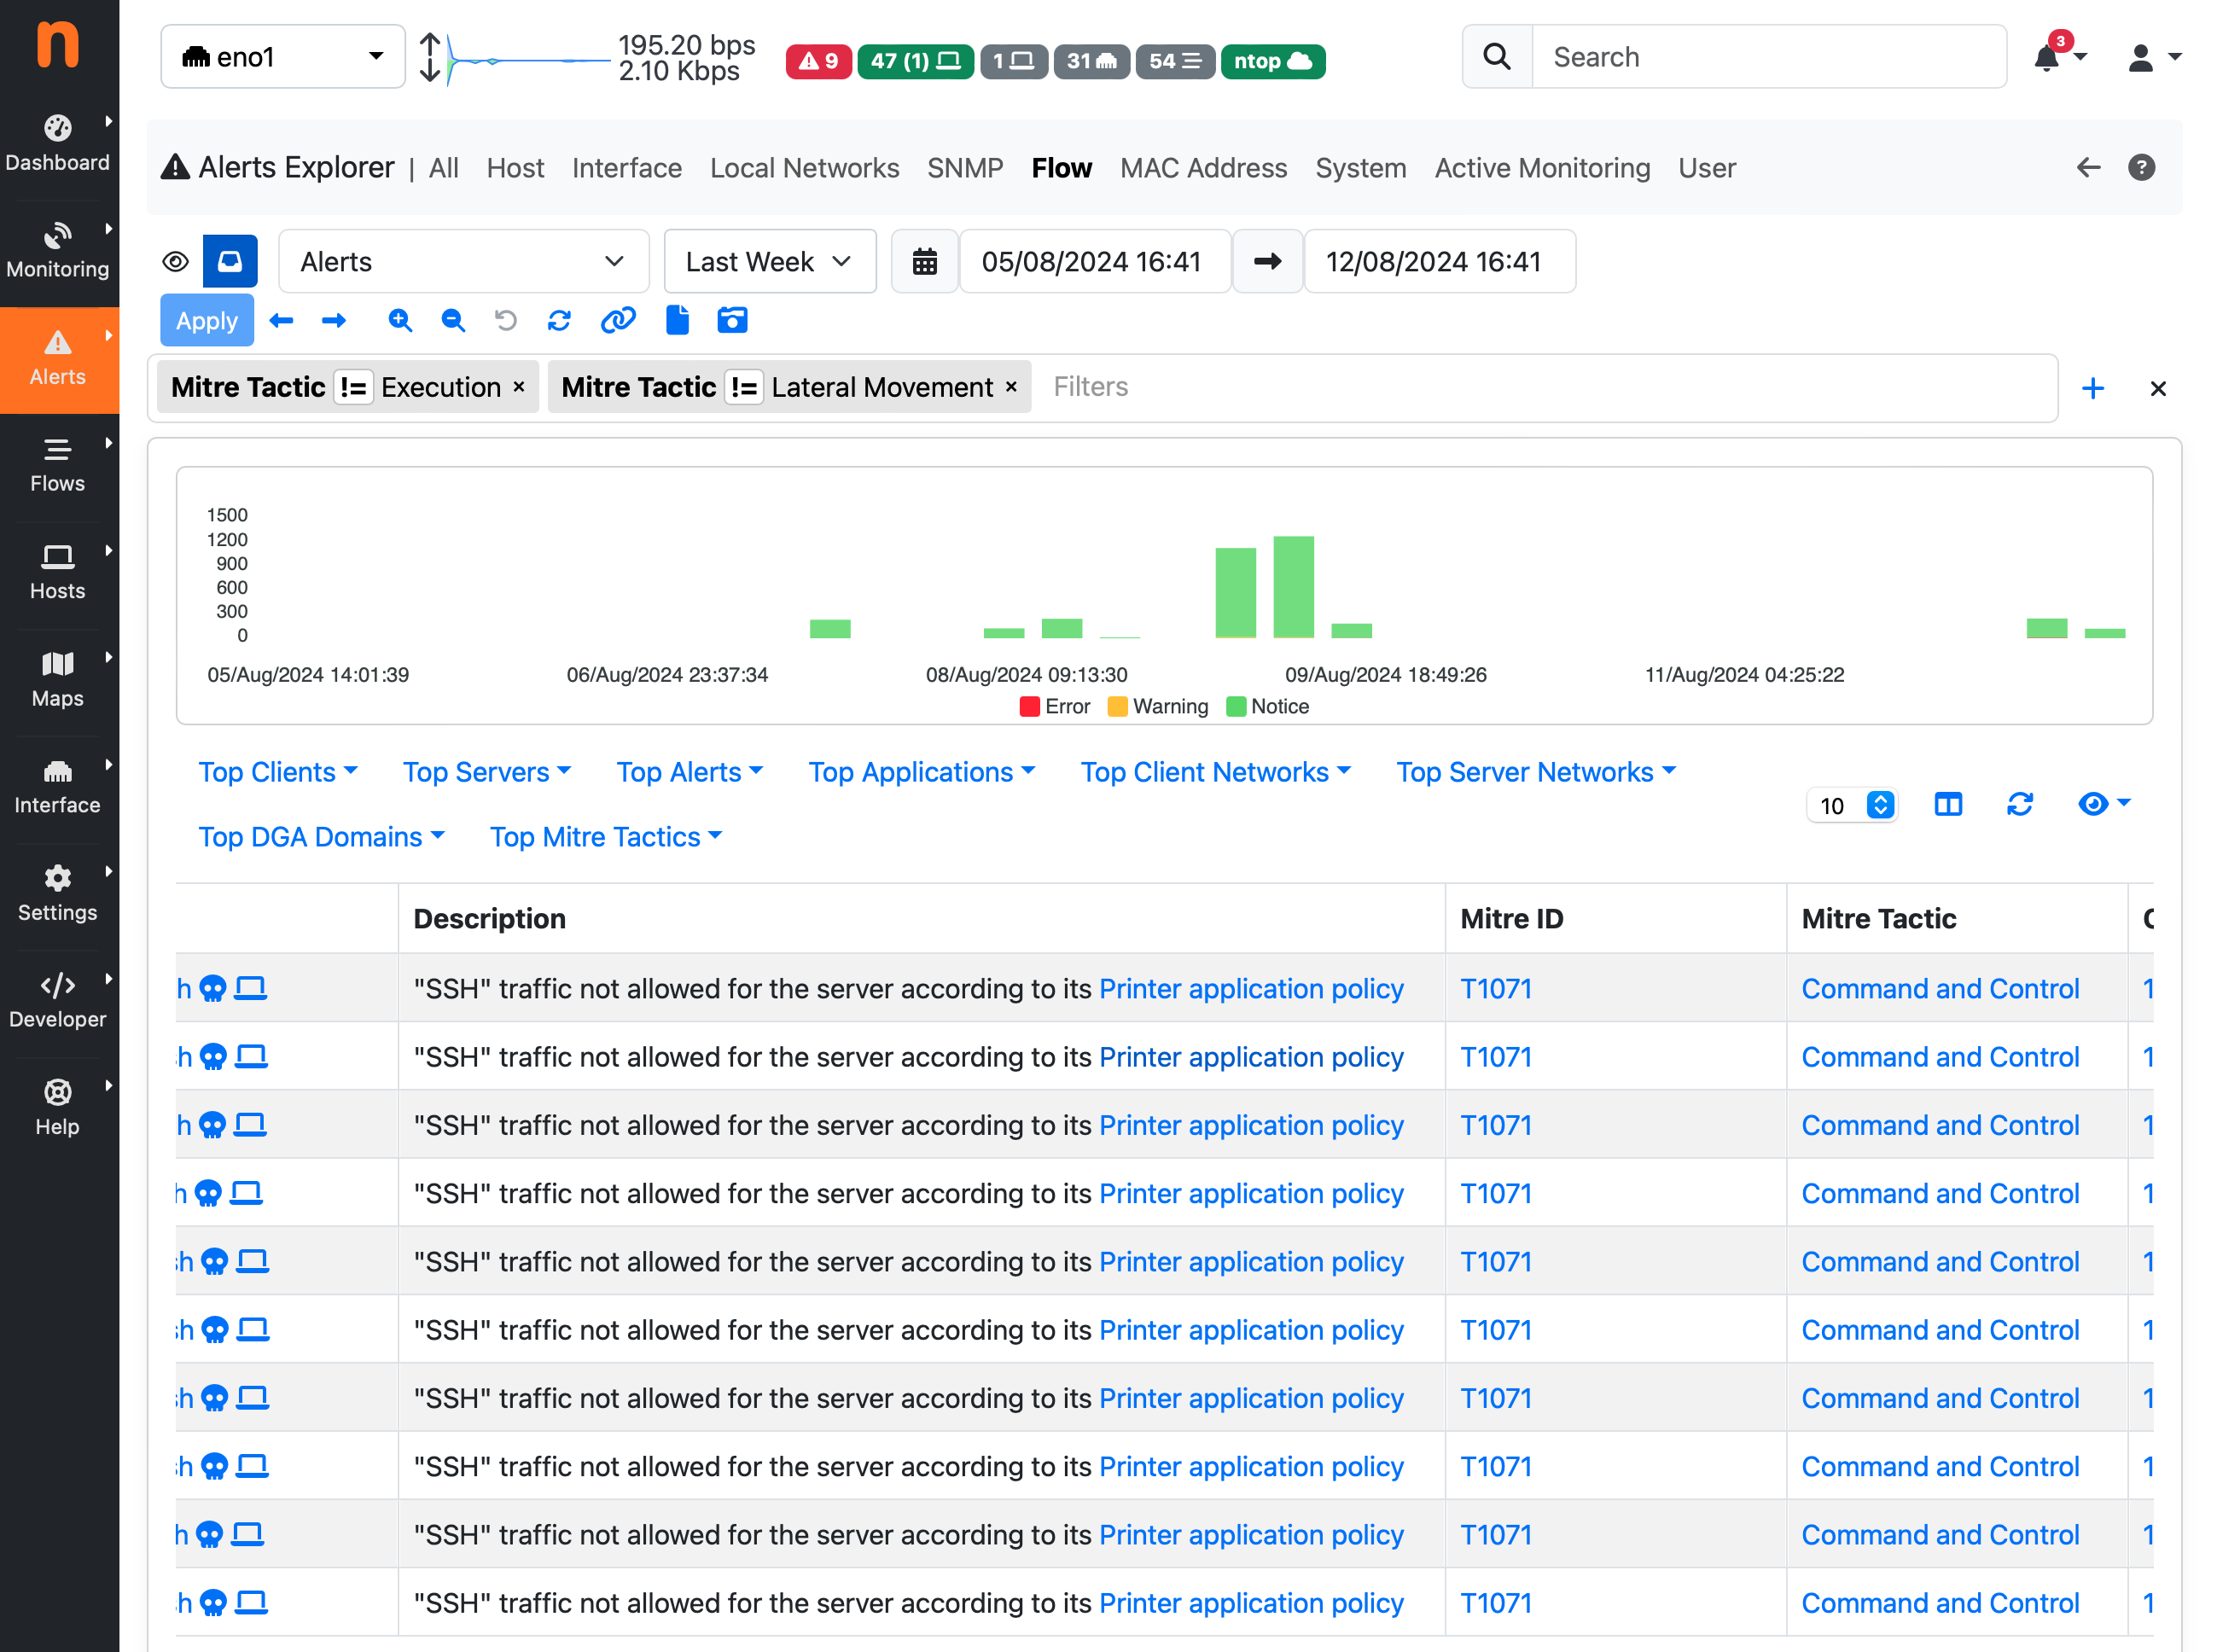 n
eno1
195.20 bps
2.10 Kbps
9
47 (1)
1
31
54
ntop
Search
3
Dashboard
Monitoring
Alerts
Flows
Hosts
Maps
Interface
Settings
Developer
Help
Alerts Explorer | All Host Interface Local Networks SNMP Flow MAC Address System Active Monitoring User
Alerts
Last Week
05/08/2024 16:41
12/08/2024 16:41
Apply
Mitre Tactic != Execution × Mitre Tactic != Lateral Movement × Filters
1500
1200
900
600
300
0
05/Aug/2024 14:01:39 06/Aug/2024 23:37:34 08/Aug/2024 09:13:30 09/Aug/2024 18:49:26 11/Aug/2024 04:25:22
Error Warning Notice
Top Clients Top Servers Top Alerts Top Applications Top Client Networks Top Server Networks
Top DGA Domains Top Mitre Tactics
10
Description Mitre ID Mitre Tactic
h "SSH" traffic not allowed for the server according to its Printer application policy T1071 Command and Control 1
h "SSH" traffic not allowed for the server according to its Printer application policy T1071 Command and Control 1
h "SSH" traffic not allowed for the server according to its Printer application policy T1071 Command and Control 1
h "SSH" traffic not allowed for the server according to its Printer application policy T1071 Command and Control 1
h "SSH" traffic not allowed for the server according to its Printer application policy T1071 Command and Control 1
h "SSH" traffic not allowed for the server according to its Printer application policy T1071 Command and Control 1
h "SSH" traffic not allowed for the server according to its Printer application policy T1071 Command and Control 1
h "SSH" traffic not allowed for the server according to its Printer application policy T1071 Command and Control 1
h "SSH" traffic not allowed for the server according to its Printer application policy T1071 Command and Control 1
h "SSH" traffic not allowed for the server according to its Printer application policy T1071 Command and Control 1